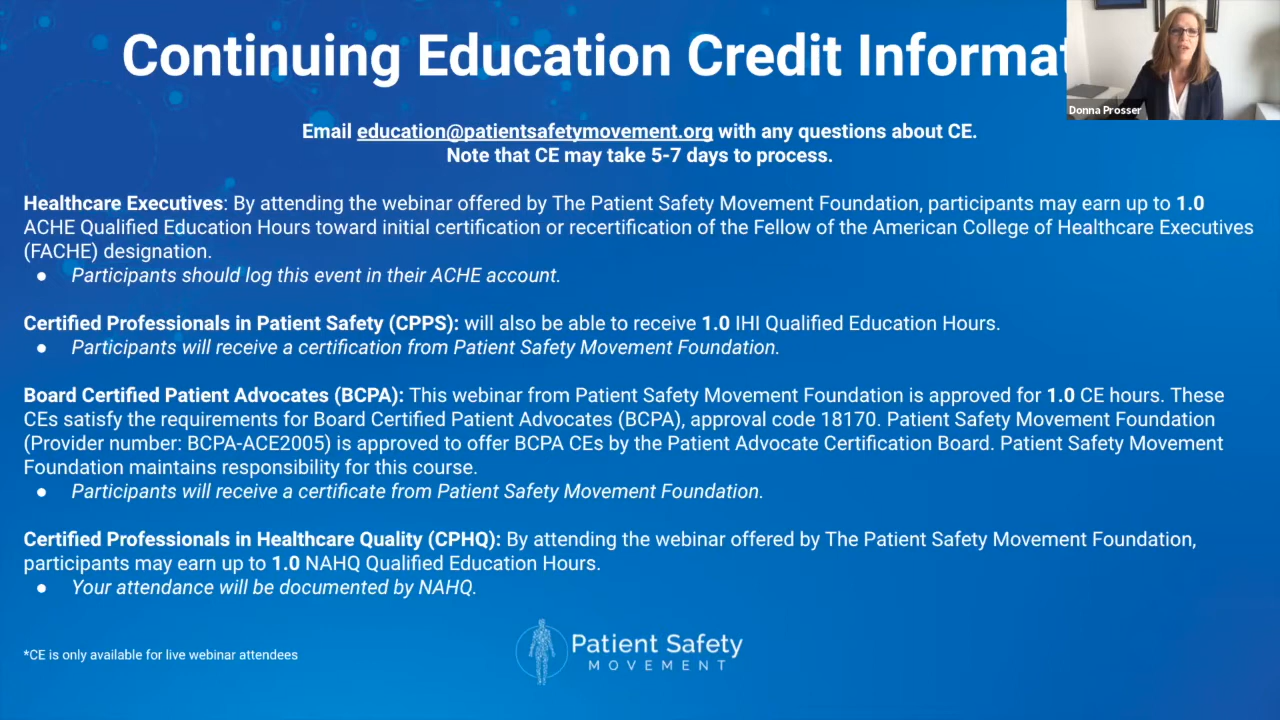 Continuing Education Credit Informat
Donna Prosser
Email education@patientsafetymovement.org with any questions about CE.
Note that CE may take 5-7 days to process.
Healthcare Executives: By attending the webinar offered by The Patient Safety Movement Foundation, participants may earn up to 1.0
ACHE Qualified Education Hours toward initial certification or recertification of the Fellow of the American College of Healthcare Executives
(FACHE) designation.
● Participants should log this event in their ACHE account.
Certified Professionals in Patient Safety (CPPS): will also be able to receive 1.0 IHI Qualified Education Hours.
● Participants will receive a certification from Patient Safety Movement Foundation.
Board Certified Patient Advocates (BCPA): This webinar from Patient Safety Movement Foundation is approved for 1.0 CE hours. These
CEs satisfy the requirements for Board Certified Patient Advocates (BCPA), approval code 18170. Patient Safety Movement Foundation
(Provider number: BCPA-ACE2005) is approved to offer BCPA CEs by the Patient Advocate Certification Board. Patient Safety Movement
Foundation maintains responsibility for this course.
● Participants will receive a certificate from Patient Safety Movement Foundation.
Certified Professionals in Healthcare Quality (CPHQ): By attending the webinar offered by The Patient Safety Movement Foundation,
participants may earn up to 1.0 NAHQ Qualified Education Hours.
● Your attendance will be documented by NAHQ.
*CE is only available for live webinar attendees
Patient Safety
MOVEMENT